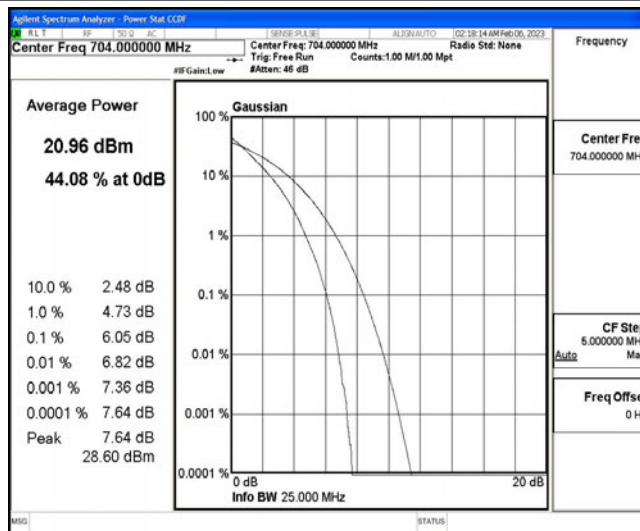 Agilent Spectrum Analyzer - Power Stat CCDF
RLT RF 50 Ω AC SENSE:PULSE ALIGNAUTO 02:18:14 AM Feb 06, 2023
Center Freq 704.000000 MHz
Center Freq: 704.000000 MHz Radio Std: None
Trig: Free Run Counts:1.00 M/1.00 Mpt
#IFGain:Low #Atten: 46 dB
Frequency
Average Power
20.96 dBm
44.08 % at 0dB
10.0 % 2.48 dB
1.0 % 4.73 dB
0.1 % 6.05 dB
0.01 % 6.82 dB
0.001 % 7.36 dB
0.0001 % 7.64 dB
Peak 7.64 dB
28.60 dBm
Gaussian
100 %
10 %
1 %
0.1 %
0.01 %
0.001 %
0.0001 %
0 dB 20 dB
Info BW 25.000 MHz
Center Fre
704.000000 MH
CF Ste
5.000000 MH
Auto Ma
Freq Offse
0 H
MSG STATUS